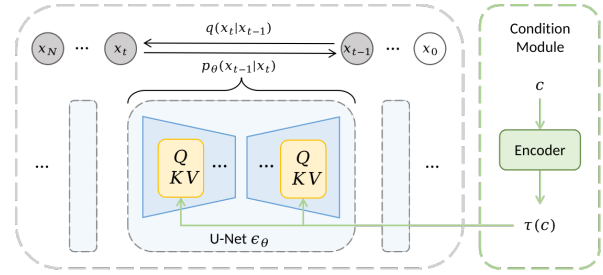 q(x_t|x_{t-1})
x_N ... x_t x_{t-1} ... x_0
p_θ(x_{t-1}|x_t)
... Q KV ... ... Q KV ...
U-Net ϵ_θ
Condition
Module
c
Encoder
τ(c)